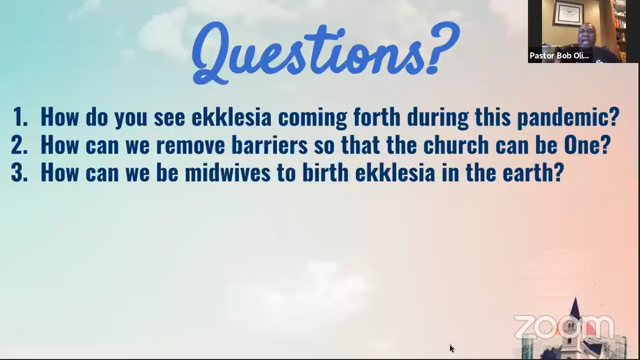 Questions?
Pastor Bob Oli...
1. How do you see ekklesia coming forth during this pandemic?
2. How can we remove barriers so that the church can be One?
3. How can we be midwives to birth ekklesia in the earth?
zoom